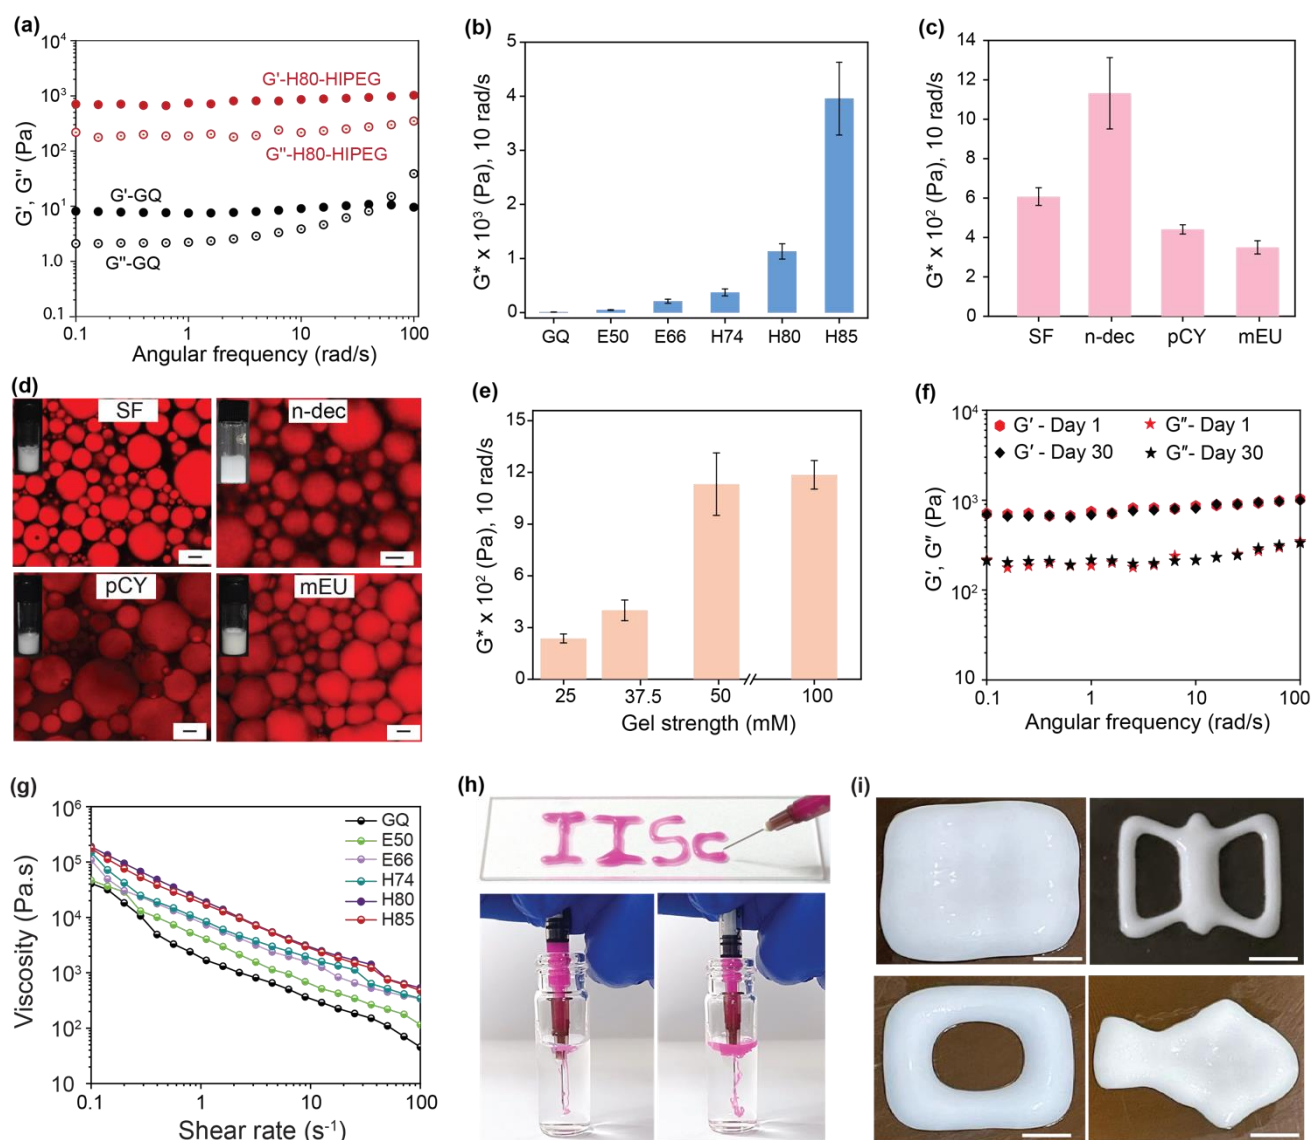 (a)
10⁴
10³
10²
10
1.0
0.1
G', G'' (Pa)
G'-H80-HIPEG
G''-H80-HIPEG
G'-GQ
G''-GQ
0.1 1 10 100
Angular frequency (rad/s)
(b)
5
4
3
2
1
0
G* x 10³ (Pa), 10 rad/s
GQ E50 E66 H74 H80 H85
(c)
14
12
10
8
6
4
2
0
G* x 10² (Pa), 10 rad/s
SF n-dec pCY mEU
(d)
SF
n-dec
pCY
mEU
(e)
15
12
9
6
3
0
G* x 10² (Pa), 10 rad/s
25 37.5 50 100
Gel strength (mM)
(f)
10⁴
10³
10²
10
G', G'' (Pa)
G' - Day 1 G''- Day 1
G' - Day 30 G''- Day 30
0.1 1 10 100
Angular frequency (rad/s)
(g)
10⁶
10⁵
10⁴
10³
10²
10
Viscosity (Pa.s)
GQ
E50
E66
H74
H80
H85
0.1 1 10 100
Shear rate (s⁻¹)
(h)
IISc
(i)